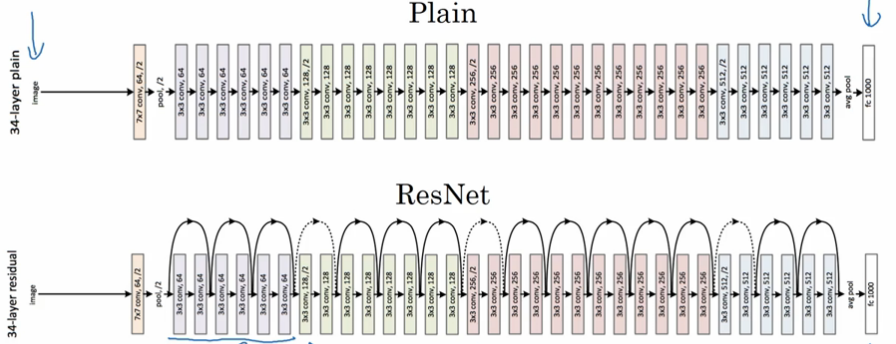 Plain
34-layer plain
image
7x7 conv, 64, /2
pool, /2
3x3 conv, 64
3x3 conv, 64
3x3 conv, 64
3x3 conv, 64
3x3 conv, 64
3x3 conv, 64
3x3 conv, 128, /2
3x3 conv, 128
3x3 conv, 128
3x3 conv, 128
3x3 conv, 128
3x3 conv, 128
3x3 conv, 128
3x3 conv, 128
3x3 conv, 256, /2
3x3 conv, 256
3x3 conv, 256
3x3 conv, 256
3x3 conv, 256
3x3 conv, 256
3x3 conv, 256
3x3 conv, 256
3x3 conv, 256
3x3 conv, 256
3x3 conv, 256
3x3 conv, 256
3x3 conv, 512, /2
3x3 conv, 512
3x3 conv, 512
3x3 conv, 512
3x3 conv, 512
3x3 conv, 512
avg pool
fc 1000
ResNet
34-layer residual
image
7x7 conv, 64, /2
pool, /2
3x3 conv, 64
3x3 conv, 64
3x3 conv, 64
3x3 conv, 64
3x3 conv, 64
3x3 conv, 64
3x3 conv, 128, /2
3x3 conv, 128
3x3 conv, 128
3x3 conv, 128
3x3 conv, 128
3x3 conv, 128
3x3 conv, 128
3x3 conv, 128
3x3 conv, 256, /2
3x3 conv, 256
3x3 conv, 256
3x3 conv, 256
3x3 conv, 256
3x3 conv, 256
3x3 conv, 256
3x3 conv, 256
3x3 conv, 256
3x3 conv, 256
3x3 conv, 256
3x3 conv, 256
3x3 conv, 512, /2
3x3 conv, 512
3x3 conv, 512
3x3 conv, 512
3x3 conv, 512
3x3 conv, 512
avg pool
fc 1000